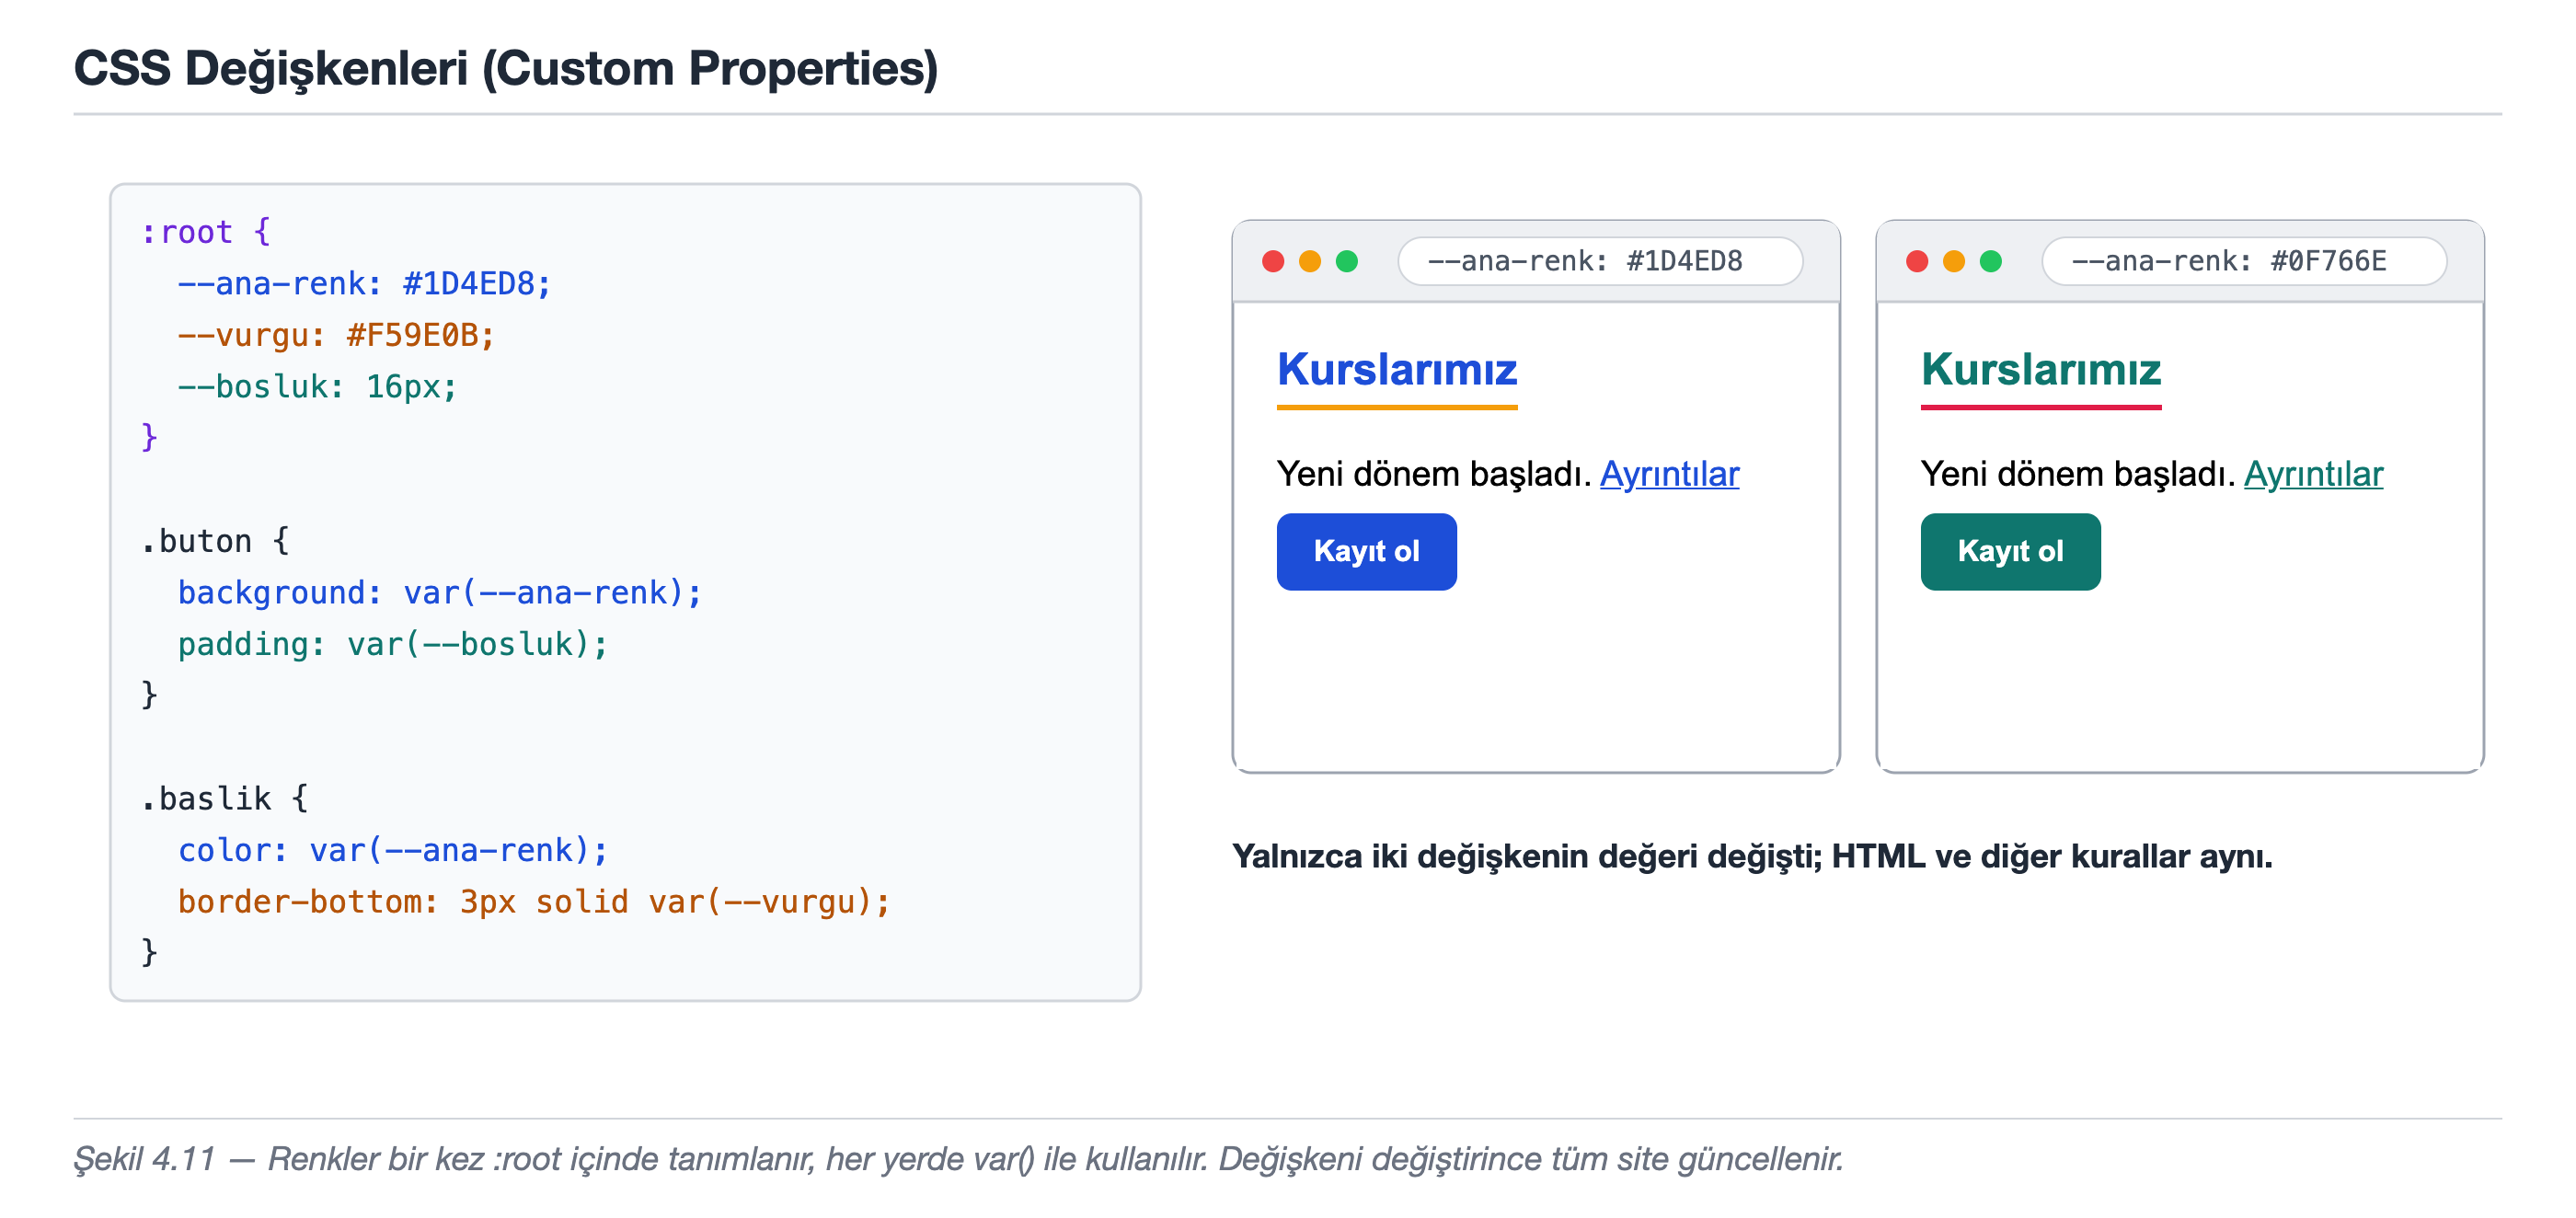 CSS Değişkenleri (Custom Properties)
:root {
--ana-renk: #1D4ED8;
--vurgu: #F59E0B;
--bosluk: 16px;
}
.buton {
background: var(--ana-renk);
padding: var(--bosluk);
}
.baslik {
color: var(--ana-renk);
border-bottom: 3px solid var(--vurgu);
}
--ana-renk: #1D4ED8
Kurslarımız
Yeni dönem başladı. Ayrıntılar
Kayıt ol
--ana-renk: #0F766E
Kurslarımız
Yeni dönem başladı. Ayrıntılar
Kayıt ol
Yalnızca iki değişkenin değeri değişti; HTML ve diğer kurallar aynı.
Şekil 4.11 — Renkler bir kez :root içinde tanımlanır, her yerde var() ile kullanılır. Değişkeni değiştirince tüm site güncellenir.